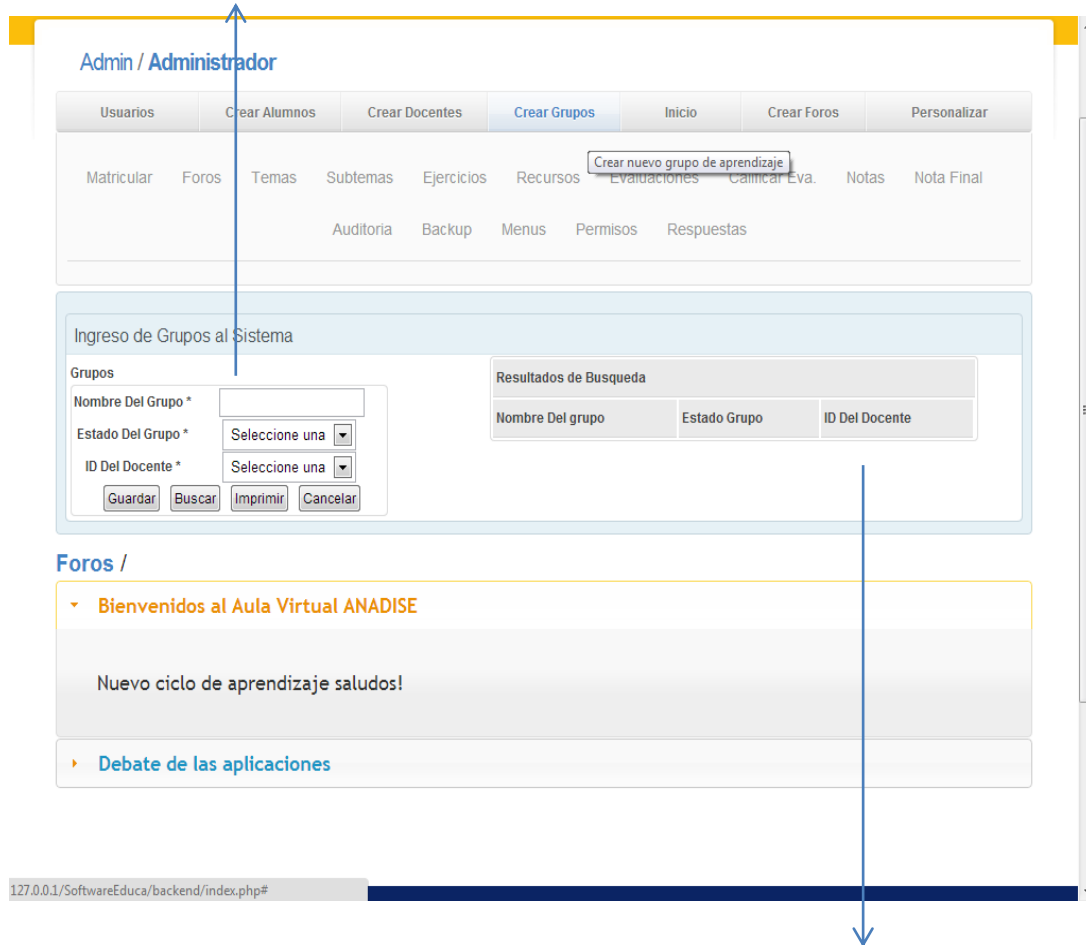 Admin / Administrador
Usuarios Crear Alumnos Crear Docentes Crear Grupos Inicio Crear Foros Personalizar
Crear nuevo grupo de aprendizaje
Matricular Foros Temas Subtemas Ejercicios Recursos Evaluaciones Calificar Eva. Notas Nota Final
Auditoria Backup Menus Permisos Respuestas
Ingreso de Grupos al Sistema
Grupos
Nombre Del Grupo *
Estado Del Grupo * Seleccione una
ID Del Docente * Seleccione una
Guardar Buscar Imprimir Cancelar
Resultados de Busqueda
Nombre Del grupo Estado Grupo ID Del Docente
Foros /
Bienvenidos al Aula Virtual ANADISE
Nuevo ciclo de aprendizaje saludos!
Debate de las aplicaciones
127.0.0.1/SoftwareEduca/backend/index.php#